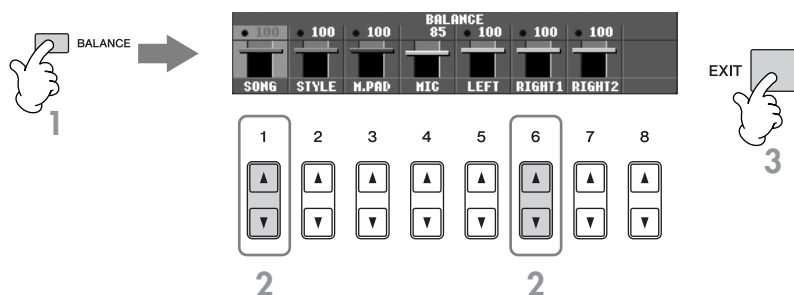 BALANCE
1
BALANCE
100 100 100 85 100 100 100
SONG STYLE M.PAD MIC LEFT RIGHT1 RIGHT2
EXIT
3
1 2 3 4 5 6 7 8
2 2